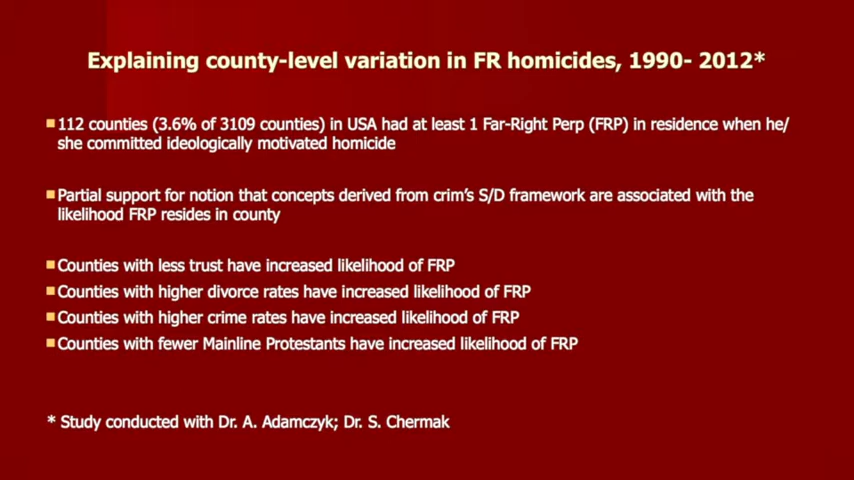 Explaining county-level variation in FR homicides, 1990- 2012*
112 counties (3.6% of 3109 counties) in USA had at least 1 Far-Right Perp (FRP) in residence when he/
she committed ideologically motivated homicide
Partial support for notion that concepts derived from crim's S/D framework are associated with the
likelihood FRP resides in county
Counties with less trust have increased likelihood of FRP
Counties with higher divorce rates have increased likelihood of FRP
Counties with higher crime rates have increased likelihood of FRP
Counties with fewer Mainline Protestants have increased likelihood of FRP
* Study conducted with Dr. A. Adamczyk; Dr. S. Chermak